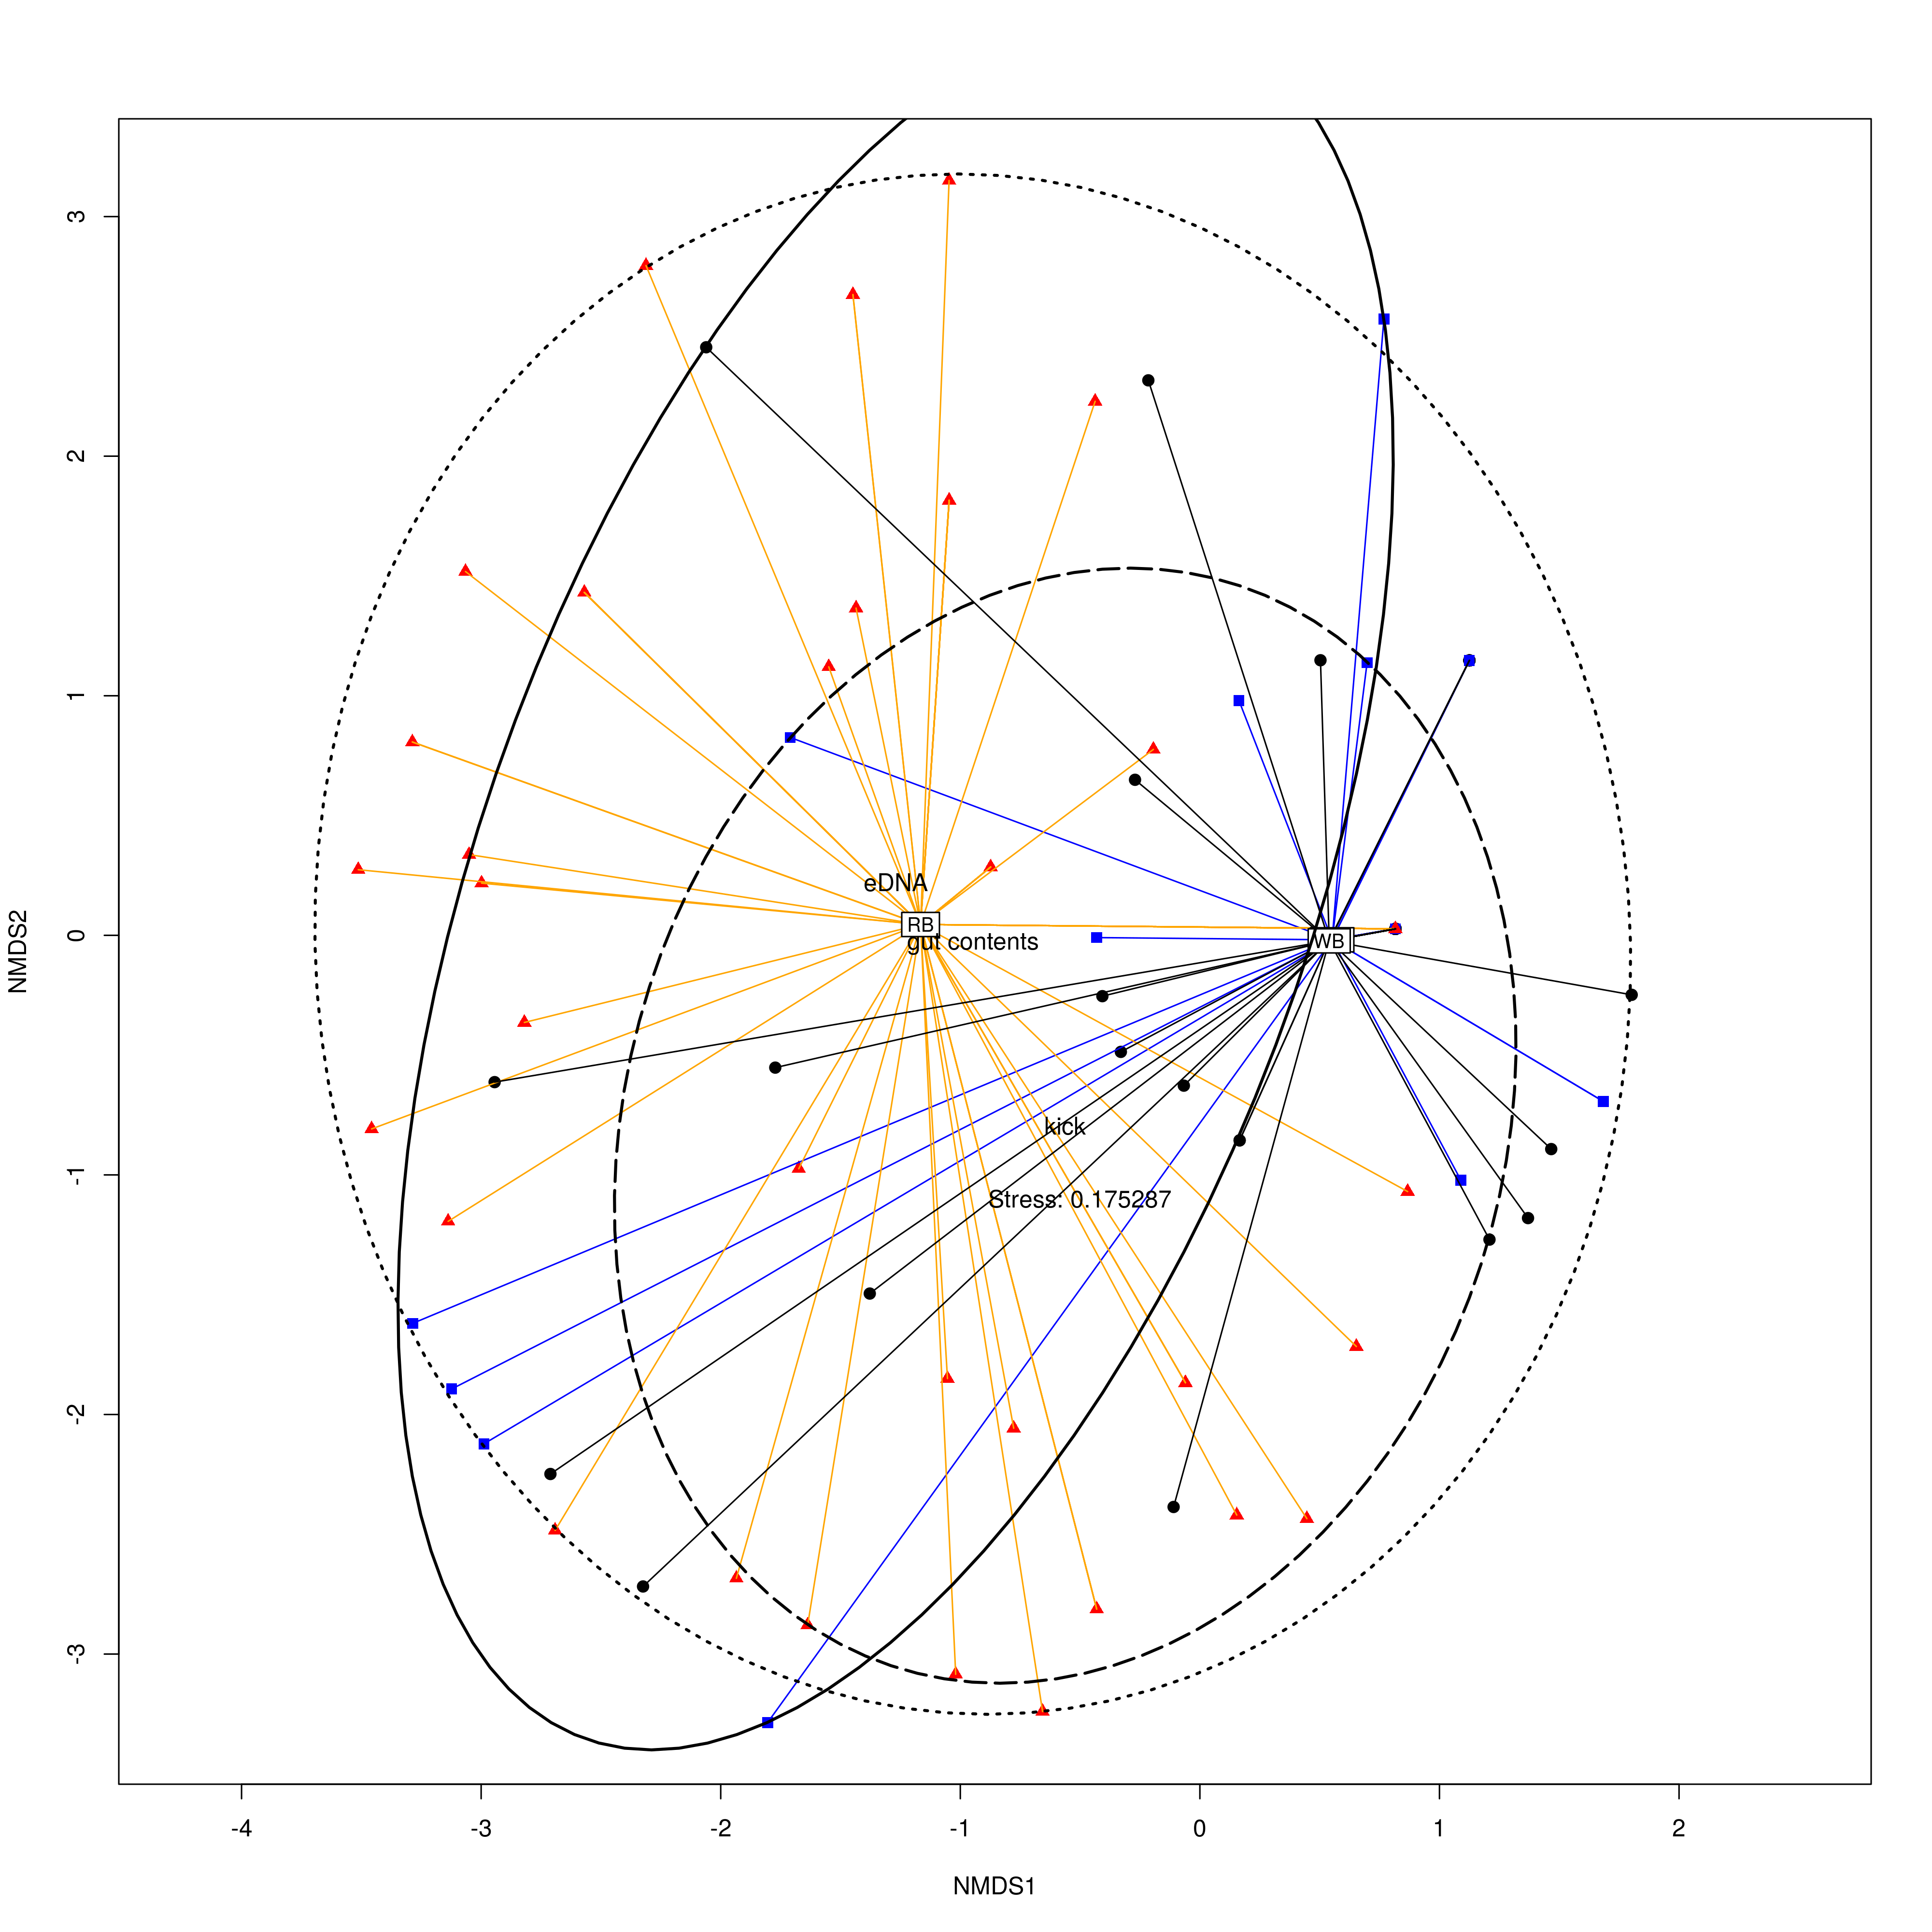 3
2
1
0
-1
-2
-3
NMDS2
eDNA
RB
gut contents
WB
kick
Stress: 0.175287
-4
-3
-2
-1
0
1
2
NMDS1